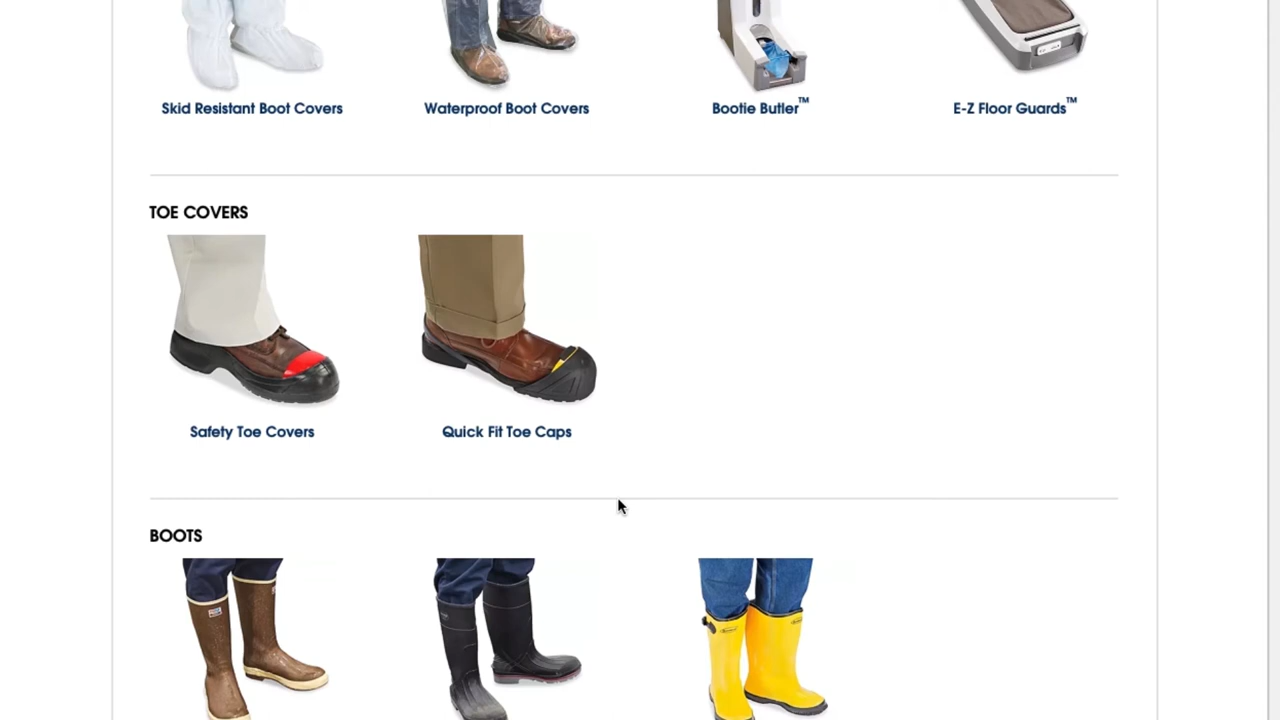 Skid Resistant Boot Covers
Waterproof Boot Covers
Bootie Butler™
E-Z Floor Guards™
TOE COVERS
Safety Toe Covers
Quick Fit Toe Caps
BOOTS